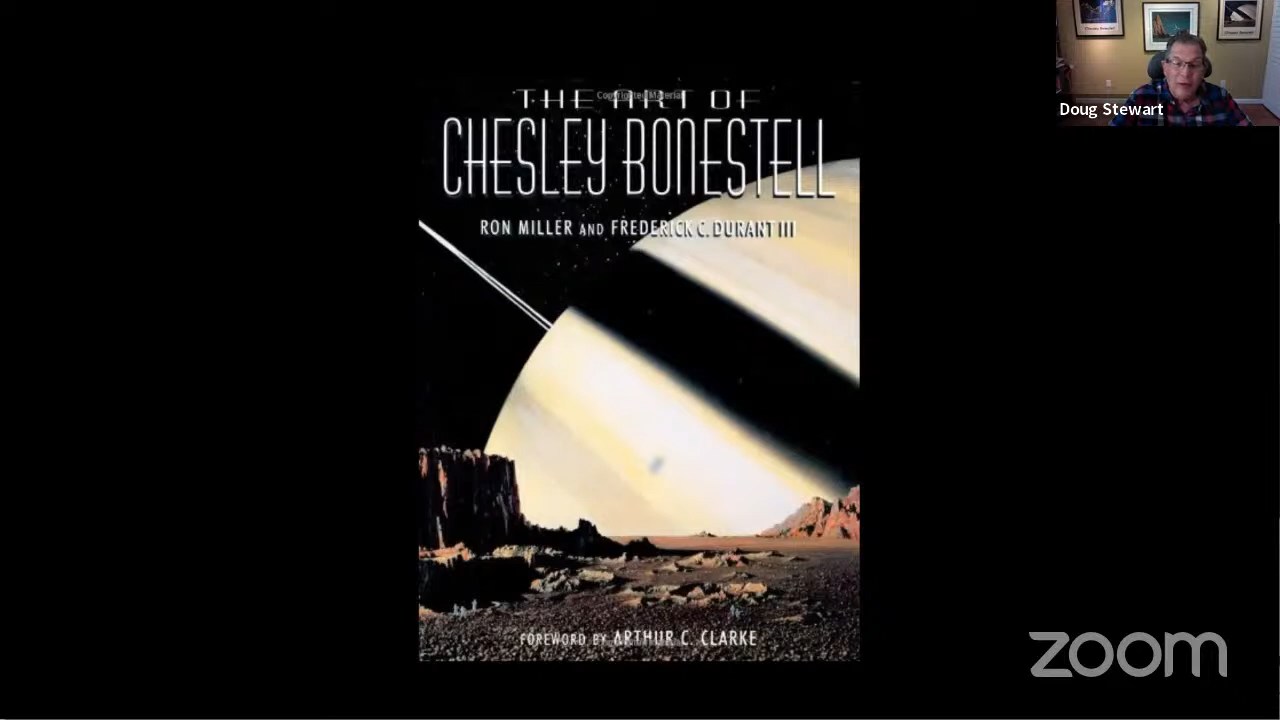 THE ART OF
Copyrighted Material
CHESLEY BONESTELL
RON MILLER AND FREDERICK C. DURANT III
FOREWORD BY ARTHUR C. CLARKE
Doug Stewart
zoom